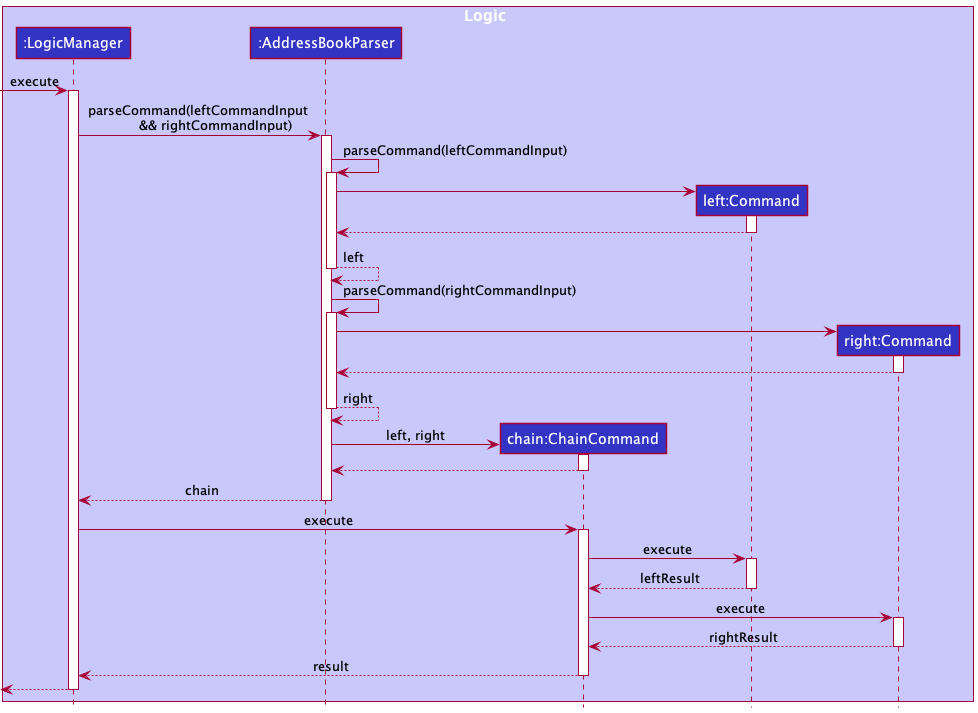 Logic
:LogicManager
:AddressBookParser
execute
parseCommand(leftCommandInput
&& rightCommandInput)
parseCommand(leftCommandInput)
left:Command
left
parseCommand(rightCommandInput)
right:Command
right
left, right
chain:ChainCommand
chain
execute
execute
leftResult
execute
rightResult
result